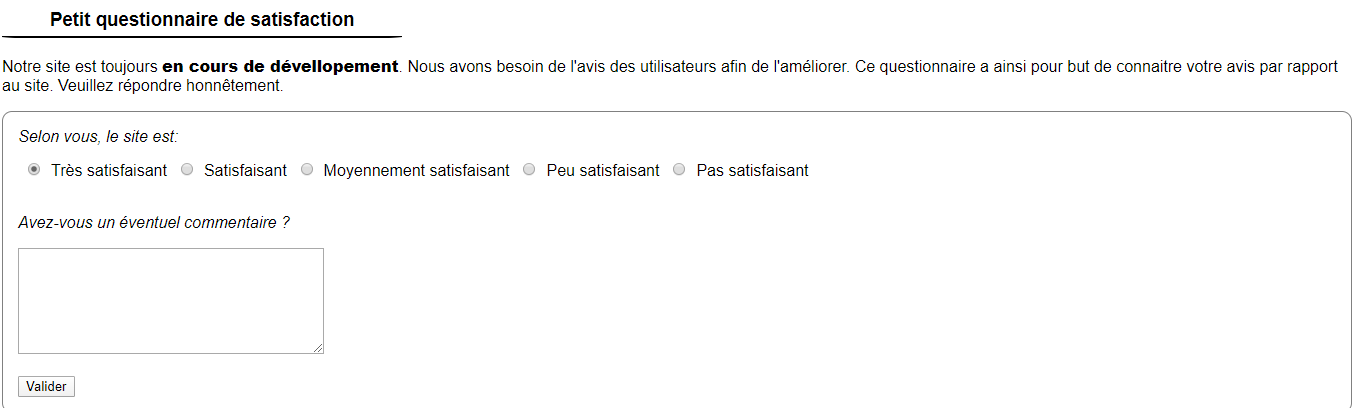 Petit questionnaire de satisfaction
Notre site est toujours en cours de dévellopement. Nous avons besoin de l'avis des utilisateurs afin de l'améliorer. Ce questionnaire a ainsi pour but de connaitre votre avis par rapport
au site. Veuillez répondre honnêtement.
Selon vous, le site est:
Très satisfaisant Satisfaisant Moyennement satisfaisant Peu satisfaisant Pas satisfaisant
Avez-vous un éventuel commentaire ?
Valider